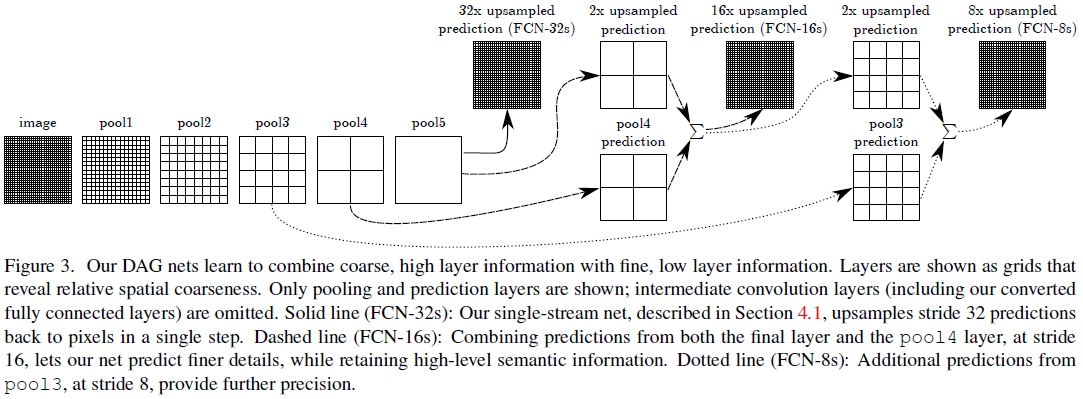 32x upsampled
prediction (FCN-32s)
2x upsampled
prediction
16x upsampled
prediction (FCN-16s)
2x upsampled
prediction
8x upsampled
prediction (FCN-8s)
image
pool1
pool2
pool3
pool4
pool5
pool4
prediction
∑
pool3
prediction
∑
Figure 3. Our DAG nets learn to combine coarse, high layer information with fine, low layer information. Layers are shown as grids that
reveal relative spatial coarseness. Only pooling and prediction layers are shown; intermediate convolution layers (including our converted
fully connected layers) are omitted. Solid line (FCN-32s): Our single-stream net, described in Section 4.1, upsamples stride 32 predictions
back to pixels in a single step. Dashed line (FCN-16s): Combining predictions from both the final layer and the pool4 layer, at stride
16, lets our net predict finer details, while retaining high-level semantic information. Dotted line (FCN-8s): Additional predictions from
pool3, at stride 8, provide further precision.